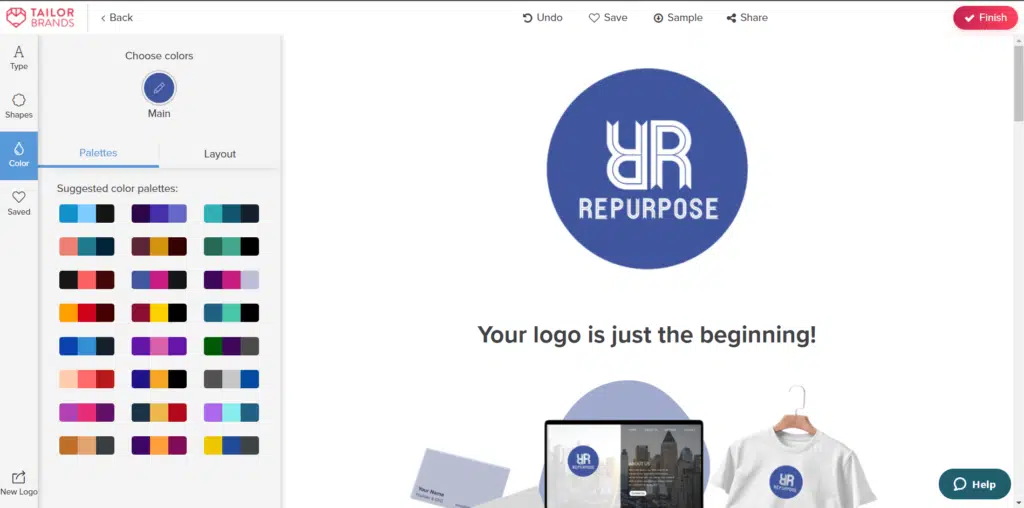 TAILOR
BRANDS
Back
Undo
Save
Sample
Share
Finish
Type
Shapes
Color
Saved
New Logo
Choose colors
Main
Palettes
Layout
Suggested color palettes:
RR
REPURPOSE
Your logo is just the beginning!
Your Name
RR
REPURPOSE
ABOUT US
RR
REPURPOSE
Help